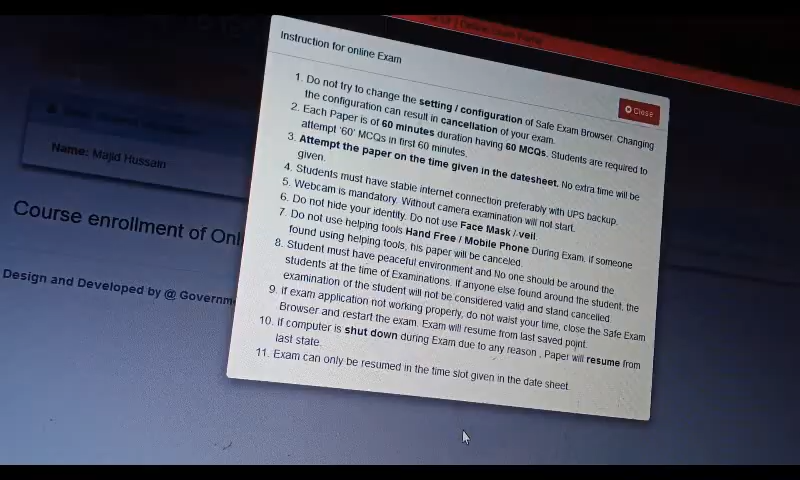 Instruction for online Exam
Close
1. Do not try to change the setting / configuration of Safe Exam Browser. Changing
the configuration can result in cancellation of your exam.
2. Each Paper is of 60 minutes duration having 60 MCQs. Students are required to
attempt '60' MCQs in first 60 minutes.
3. Attempt the paper on the time given in the datesheet. No extra time will be
given.
4. Students must have stable internet connection preferably with UPS backup.
5. Webcam is mandatory. Without camera examination will not start.
6. Do not hide your identity. Do not use Face Mask / veil.
7. Do not use helping tools Hand Free / Mobile Phone During Exam. If someone
found using helping tools, his paper will be canceled.
8. Student must have peaceful environment and No one should be around the
students at the time of Examinations. If anyone else found around the student, the
examination of the student will not be considered valid and stand cancelled.
9. If exam application not working properly, do not waist your time, close the Safe Exam
Browser and restart the exam. Exam will resume from last saved point.
10. If computer is shut down during Exam due to any reason , Paper will resume from
last state.
11. Exam can only be resumed in the time slot given in the date sheet.
Name: Majid Hussain
Course enrollment of Onl
Design and Developed by @ Governm